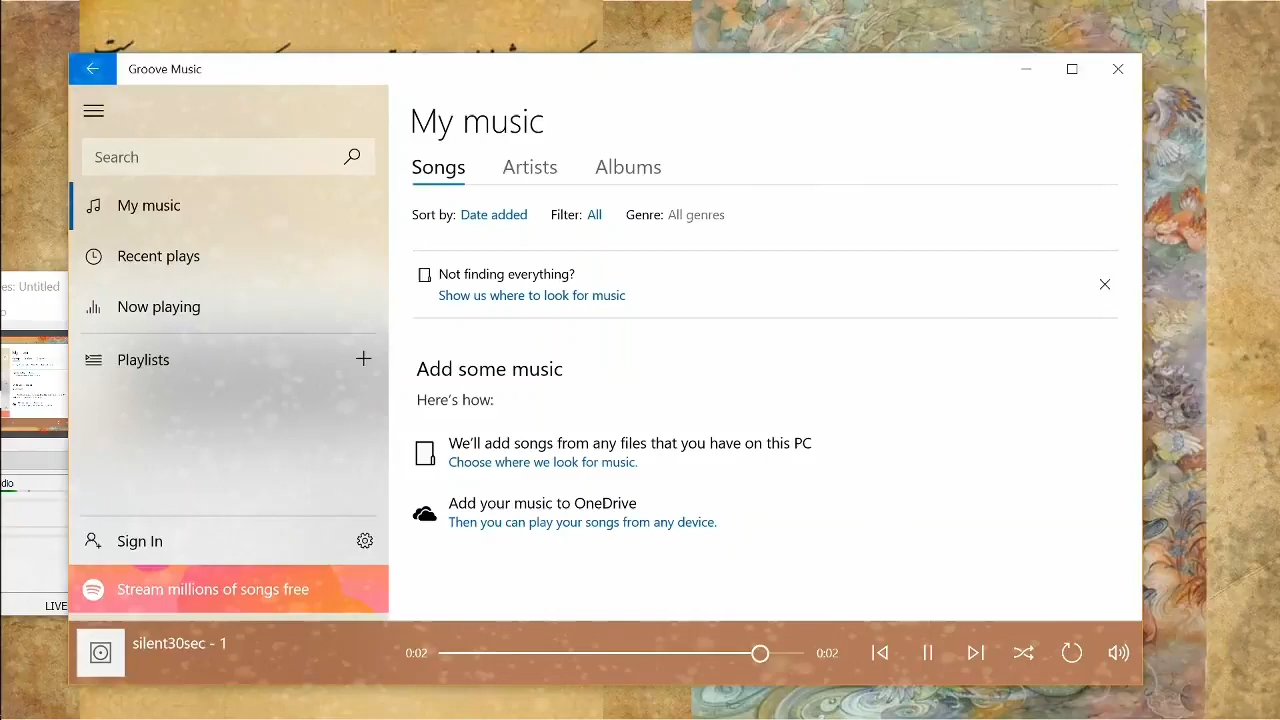 Groove Music
Search
My music
Recent plays
Now playing
Playlists
Sign In
Stream millions of songs free
My music
Songs Artists Albums
Sort by: Date added Filter: All Genre: All genres
Not finding everything?
Show us where to look for music
Add some music
Here's how:
We'll add songs from any files that you have on this PC
Choose where we look for music.
Add your music to OneDrive
Then you can play your songs from any device.
silent30sec - 1
0:02 0:02
es: Untitled
dio
LIVE